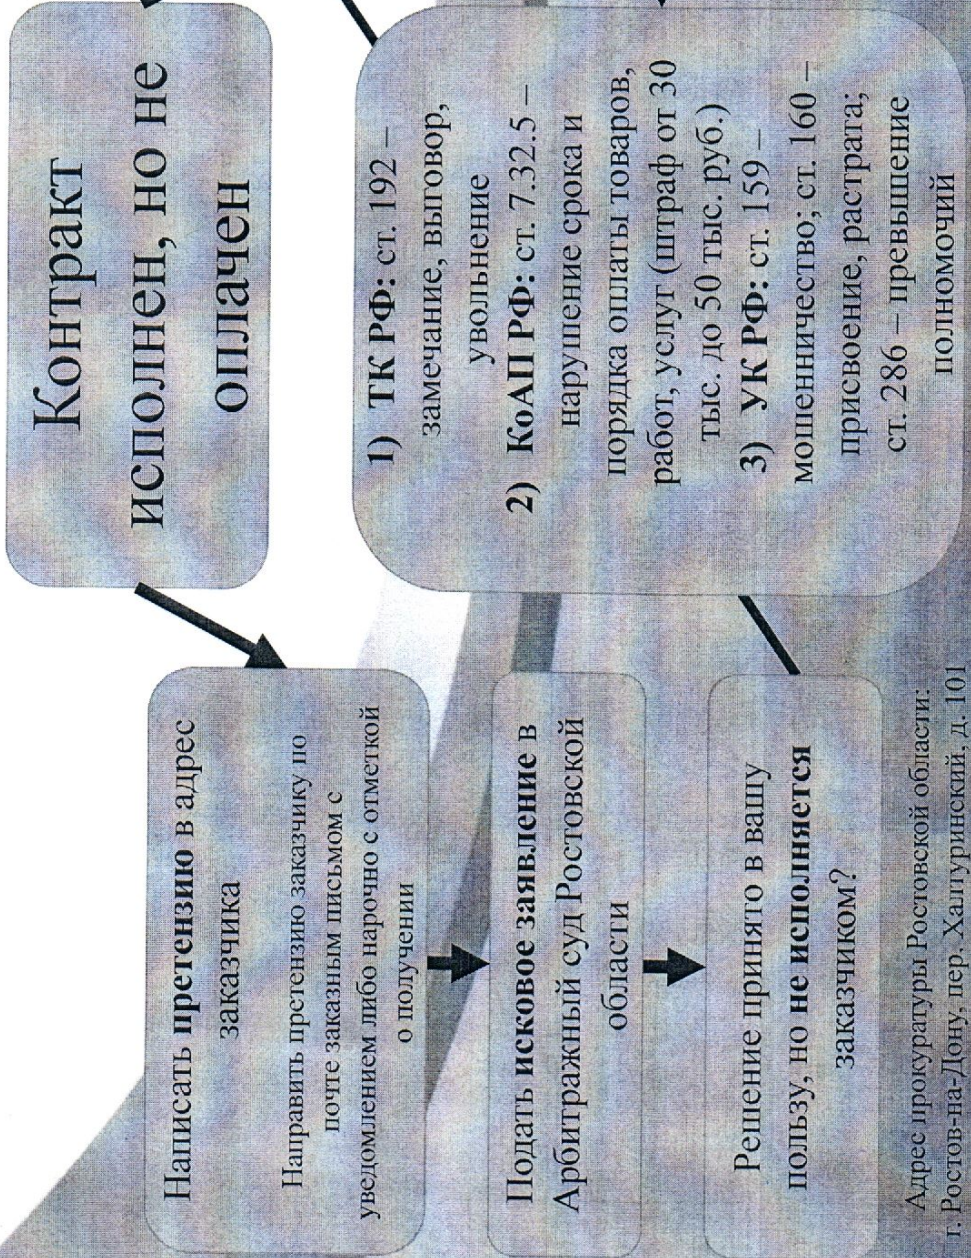 Контракт
исполнен, но не
оплачен
Написать претензию в адрес
заказчика
Направить претензию заказчику по
почте заказным письмом с
уведомлением либо нарочно с отметкой
о получении
Подать исковое заявление в
Арбитражный суд Ростовской
области
Решение принято в вашу
пользу, но не исполняется
заказчиком?
1) ТК РФ: ст. 192 –
замечание, выговор,
увольнение
2) КоАП РФ: ст. 7.32.5 –
нарушение срока и
порядка оплаты товаров,
работ, услуг (штраф от 30
тыс. до 50 тыс. руб.)
3) УК РФ: ст. 159 –
мошенничество; ст. 160 –
присвоение, растрата;
ст. 286 – превышение
полномочий
Адрес прокуратуры Ростовской области:
г. Ростов-на-Дону, пер. Халтуринский, д. 101